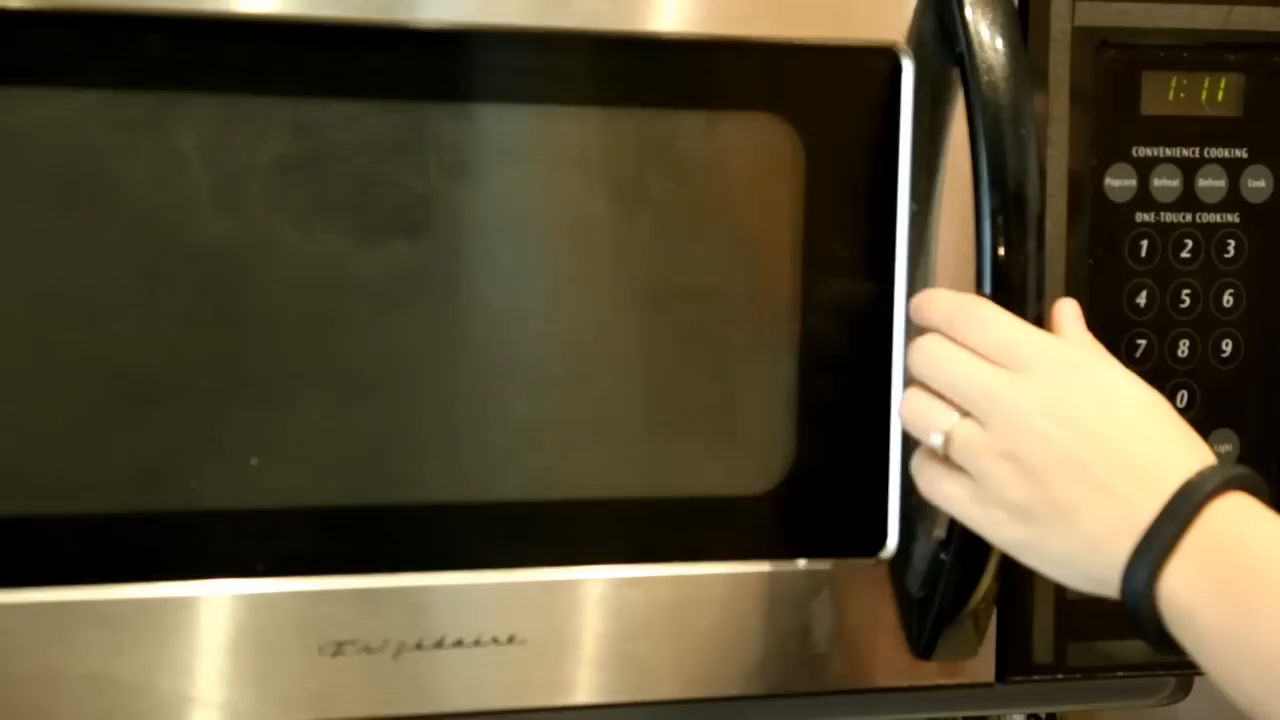 1:11
CONVENIENCE COOKING
Popcorn Reheat Defrost Cook
ONE-TOUCH COOKING
1 2 3
4 5 6
7 8 9
0
Light
Frigidaire